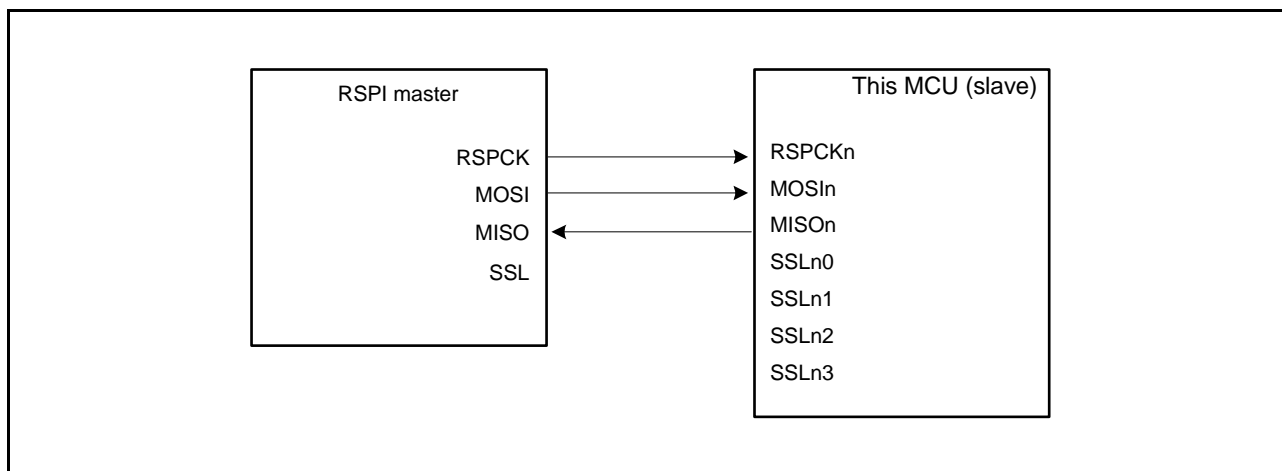 RSPI master
RSPCK
MOSI
MISO
SSL
This MCU (slave)
RSPCKn
MOSIn
MISOn
SSLn0
SSLn1
SSLn2
SSLn3